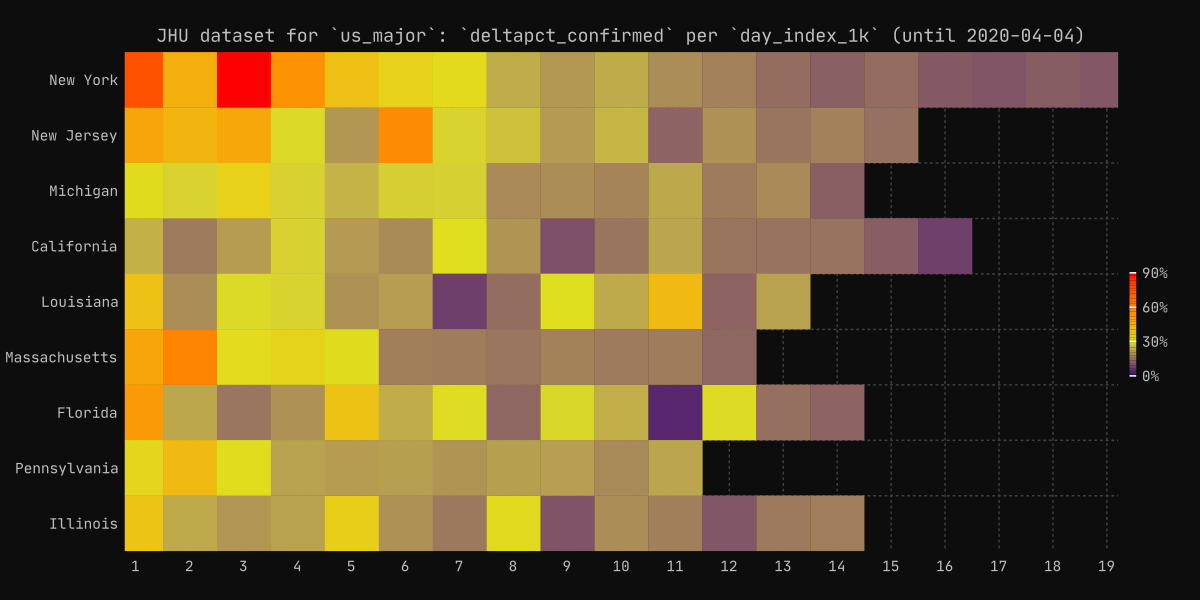 JHU dataset for `us_major`: `deltapct_confirmed` per `day_index_1k` (until 2020-04-04)
New York
New Jersey
Michigan
California
Louisiana
Massachusetts
Florida
Pennsylvania
Illinois
90%
60%
30%
0%
1 2 3 4 5 6 7 8 9 10 11 12 13 14 15 16 17 18 19